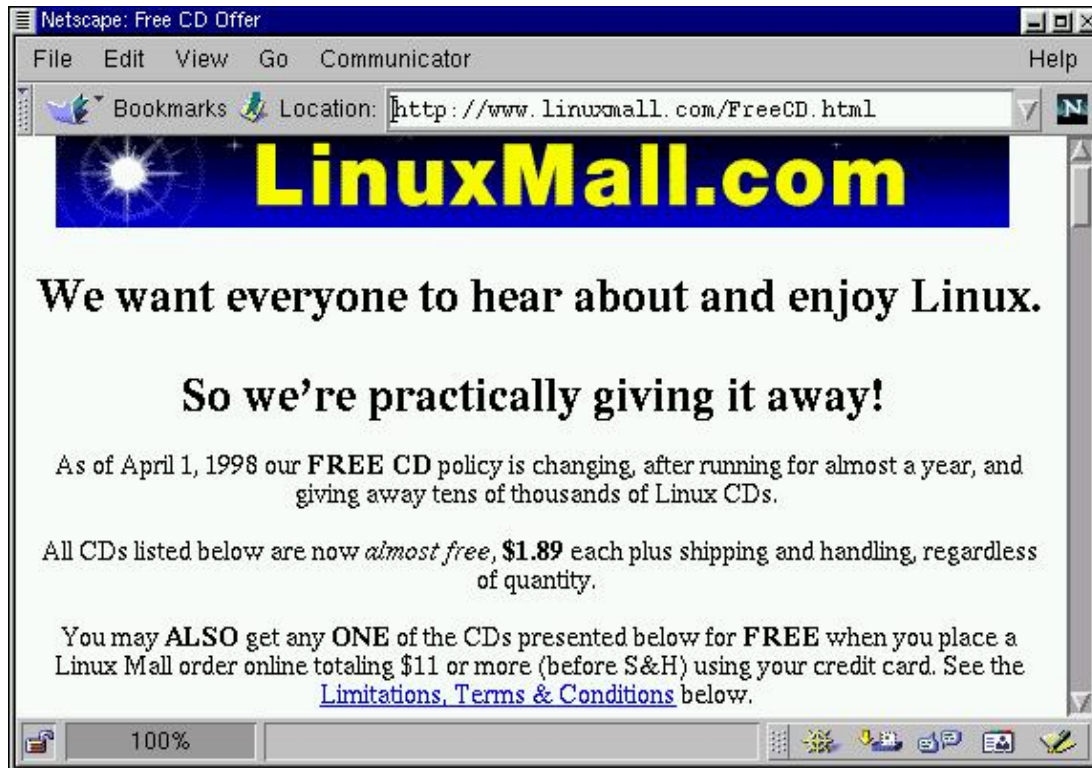 Netscape: Free CD Offer
File Edit View Go Communicator Help
Bookmarks Location: http://www.linuxmall.com/FreeCD.html N
LinuxMall.com
We want everyone to hear about and enjoy Linux.
So we're practically giving it away!
As of April 1, 1998 our FREE CD policy is changing, after running for almost a year, and
giving away tens of thousands of Linux CDs.
All CDs listed below are now almost free, $1.89 each plus shipping and handling, regardless
of quantity.
You may ALSO get any ONE of the CDs presented below for FREE when you place a
Linux Mall order online totaling $11 or more (before S&H) using your credit card. See the
Limitations, Terms & Conditions below.
100%